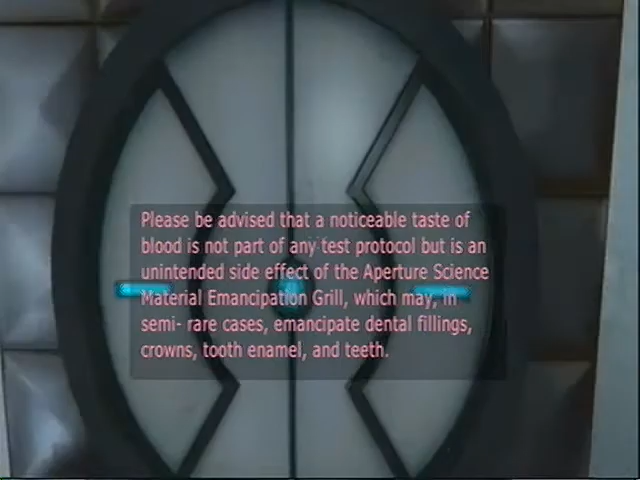 Please be advised that a noticeable taste of
blood is not part of any test protocol but is an
unintended side effect of the Aperture Science
Material Emancipation Grill, which may, in
semi- rare cases, emancipate dental fillings,
crowns, tooth enamel, and teeth.